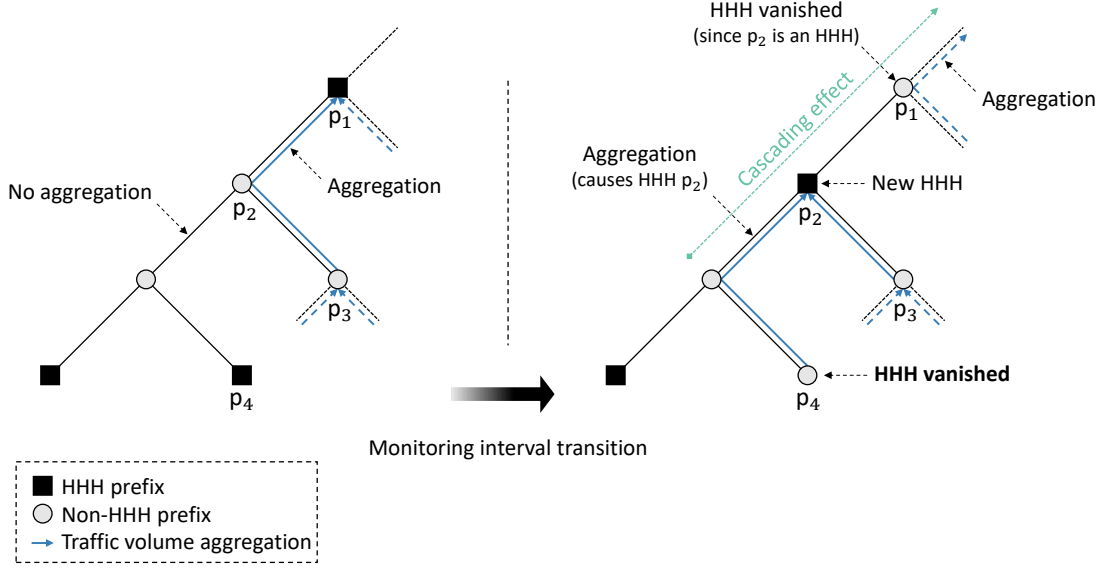 p₁
p₂
No aggregation
Aggregation
p₃
p₄
HHH vanished
(since p₂ is an HHH)
Cascading effect
p₁
Aggregation
Aggregation
(causes HHH p₂)
New HHH
p₂
p₃
HHH vanished
p₄
Monitoring interval transition
HHH prefix
Non-HHH prefix
Traffic volume aggregation